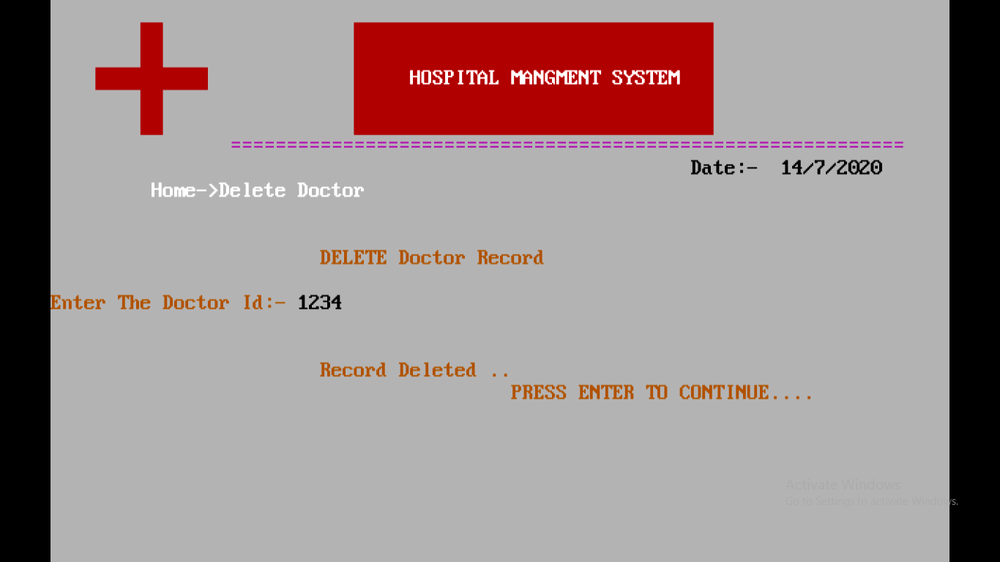 HOSPITAL MANGMENT SYSTEM
============================================================
Date:- 14/7/2020
Home->Delete Doctor
DELETE Doctor Record
Enter The Doctor Id:- 1234
Record Deleted ..
PRESS ENTER TO CONTINUE....
Activate Windows
Go to Settings to activate Windows.